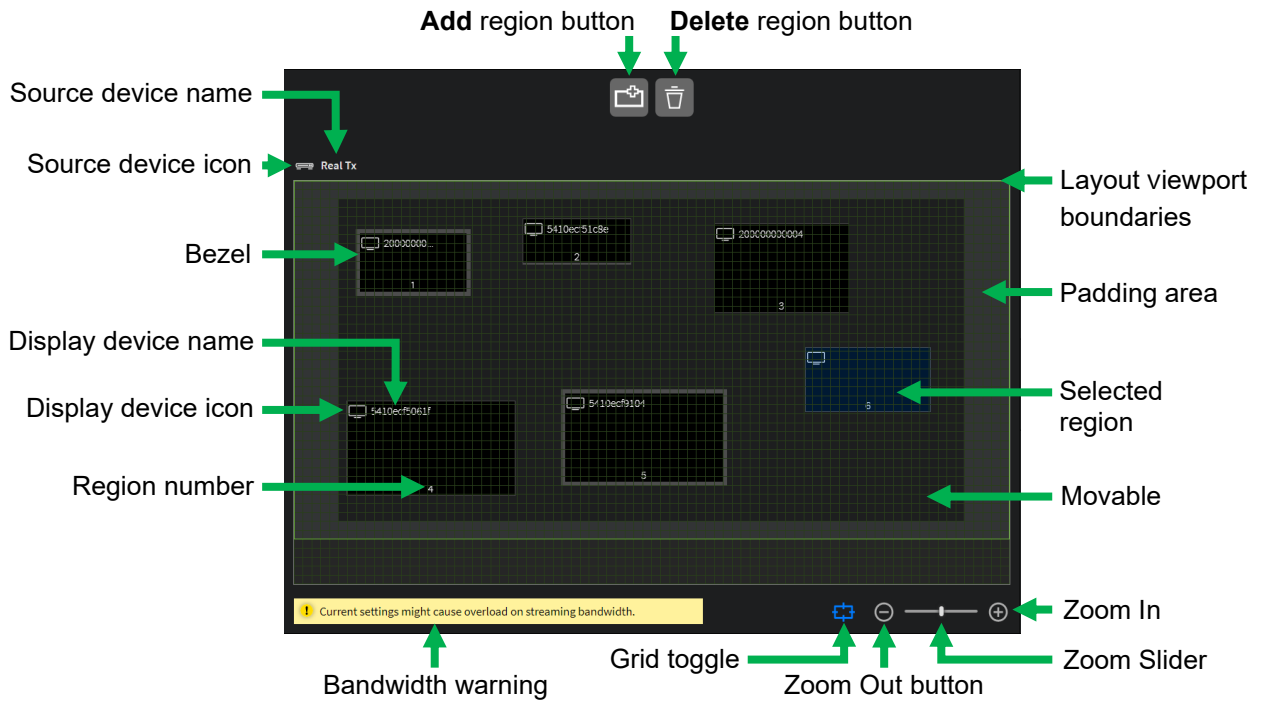 Add region button
Delete region button
Source device name
Source device icon
Real Tx
Layout viewport
boundaries
Bezel
20000000...
1
5410ecf51c8e
2
200000000004
3
Padding area
Display device name
Display device icon
5410ecf5061f
4
Region number
5410ecf9104
5
6
Selected
region
Movable
! Current settings might cause overload on streaming bandwidth.
Zoom In
Grid toggle
Zoom Slider
Bandwidth warning
Zoom Out button